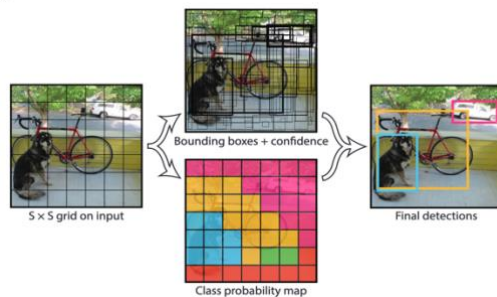 Bounding boxes + confidence
S × S grid on input
Final detections
Class probability map